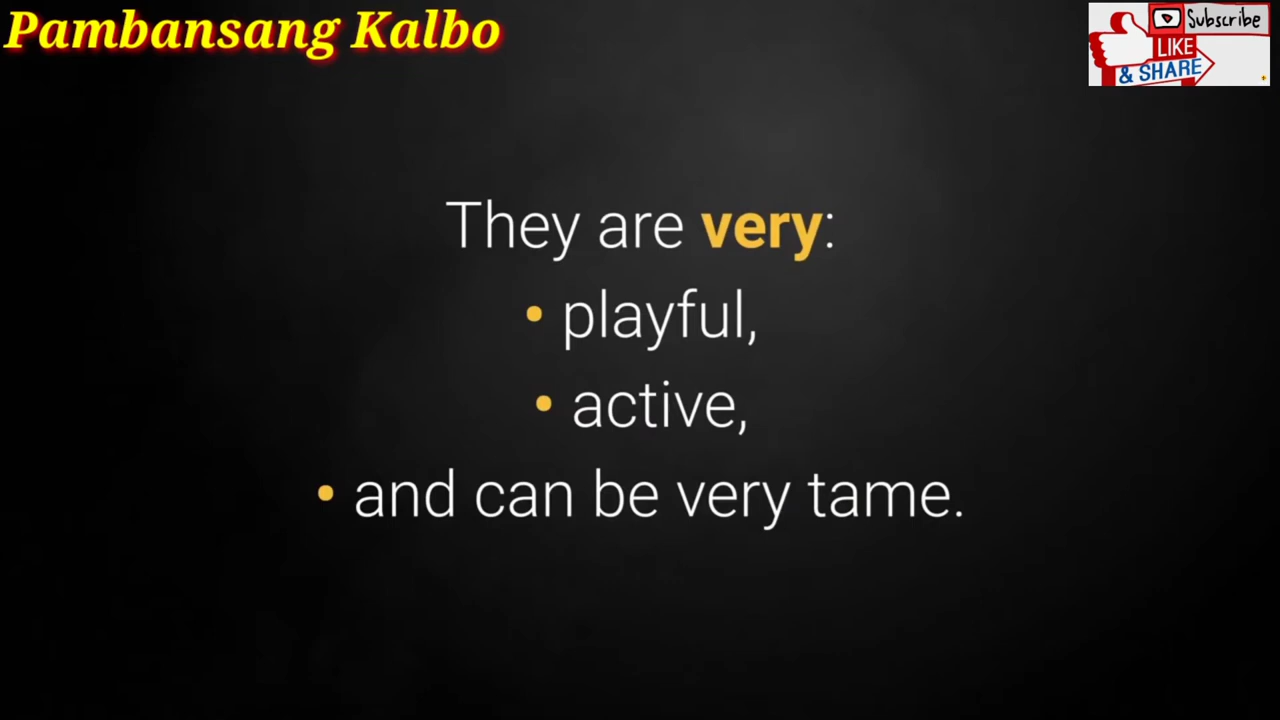 Pambansang Kalbo
Subscribe
LIKE
& SHARE
They are very:
• playful,
• active,
• and can be very tame.